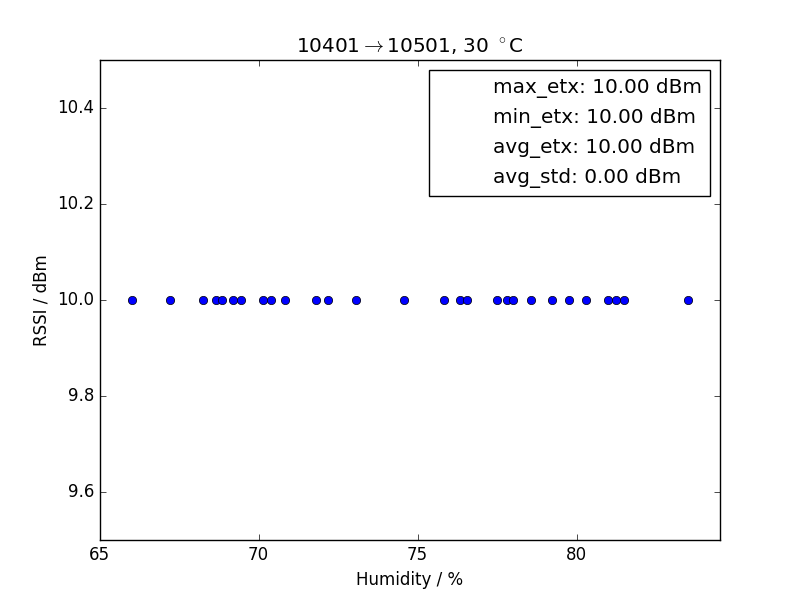 10401→10501, 30 °C
max_etx: 10.00 dBm
min_etx: 10.00 dBm
avg_etx: 10.00 dBm
avg_std: 0.00 dBm
RSSI / dBm
10.4
10.2
10.0
9.8
9.6
65 70 75 80
Humidity / %